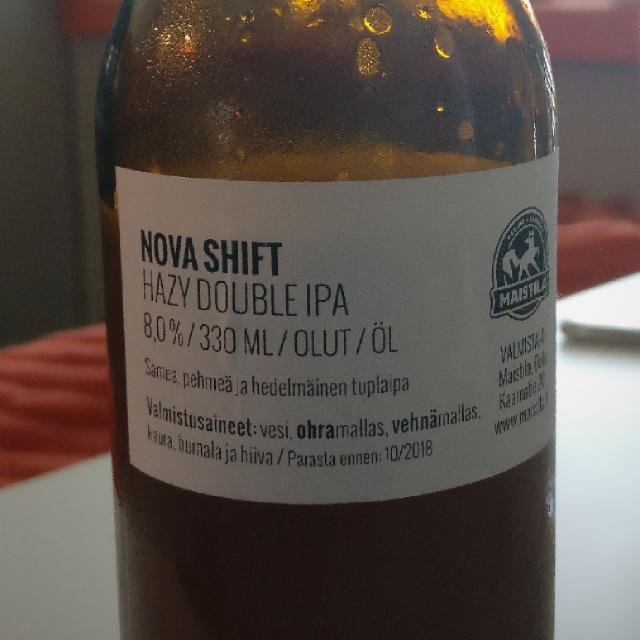 NOVA SHIFT
HAZY DOUBLE IPA
8,0 % / 330 ML / OLUT / ÖL
Samea, pehmeä ja hedelmäinen tuplaipa
Valmistusaineet: vesi, ohramallas, vehnämallas,
kaura, humala ja hiiva / Parasta ennen: 10/2018
MAISTILA
Maistila,